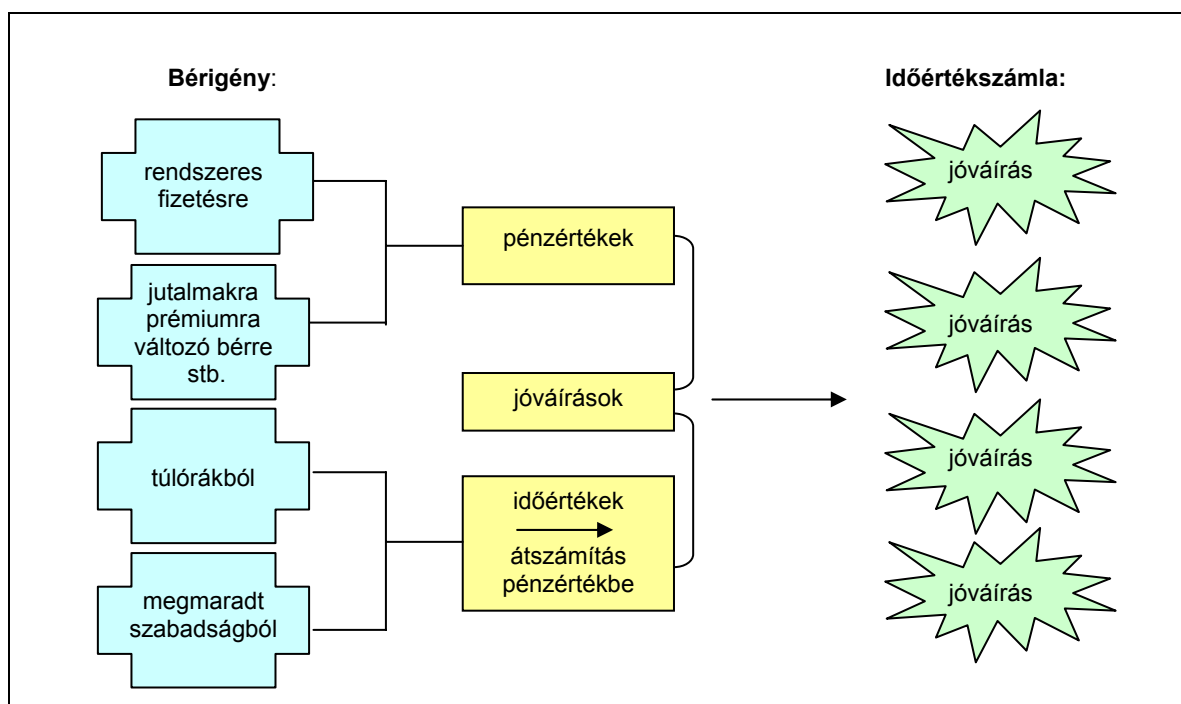 Bérigény:
rendszeres
fizetésre
jutalmakra
prémiumra
változó bérre
stb.
túlórákból
megmaradt
szabadságból
pénzértékek
jóváírások
időértékek
átszámítás
pénzértékbe
Időértékszámla:
jóváírás
jóváírás
jóváírás
jóváírás